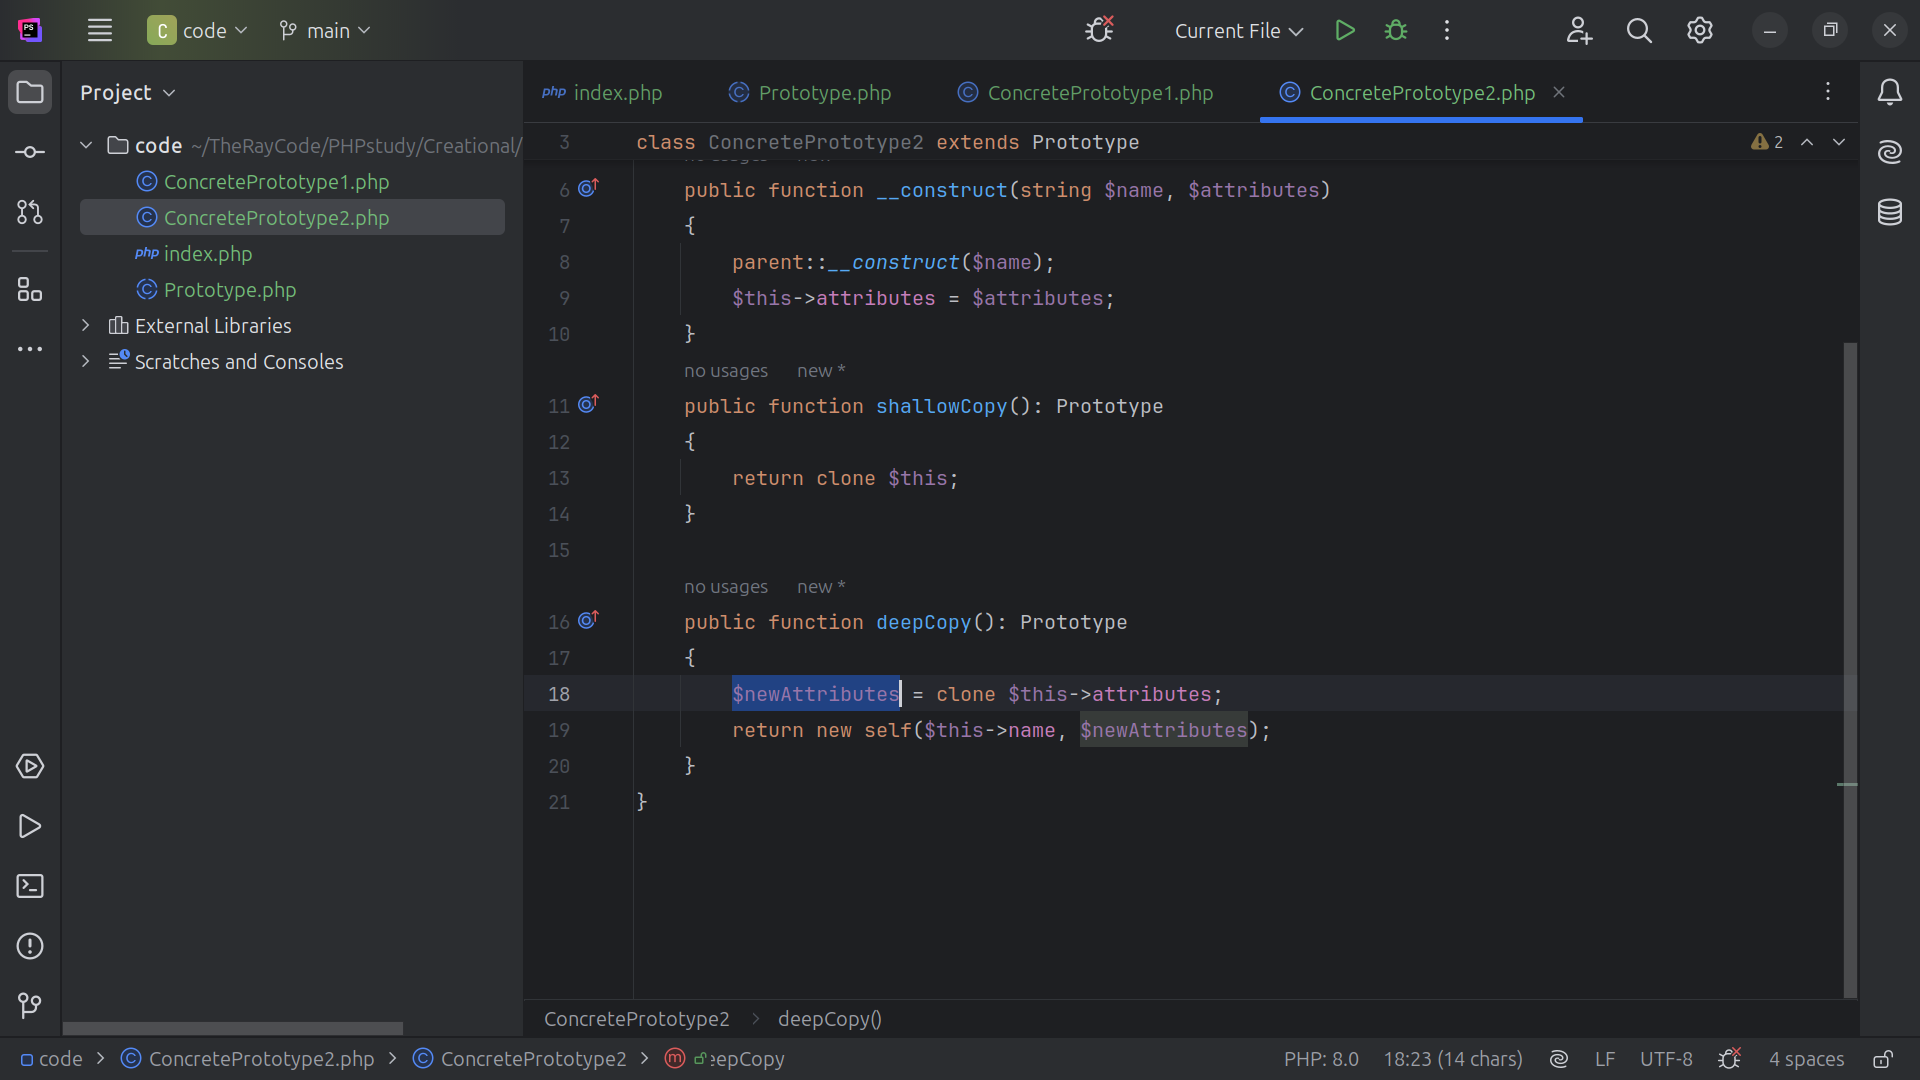 PS
C code main Current File
Project
code ~/TheRayCode/PHPstudy/Creational/
ConcretePrototype1.php
ConcretePrototype2.php
php index.php
Prototype.php
External Libraries
Scratches and Consoles
php index.php Prototype.php ConcretePrototype1.php ConcretePrototype2.php
3 class ConcretePrototype2 extends Prototype 2
6 public function __construct(string $name, $attributes)
7 {
8 parent::__construct($name);
9 $this->attributes = $attributes;
10 }
no usages new *
11 public function shallowCopy(): Prototype
12 {
13 return clone $this;
14 }
15
no usages new *
16 public function deepCopy(): Prototype
17 {
18 $newAttributes = clone $this->attributes;
19 return new self($this->name, $newAttributes);
20 }
21 }
ConcretePrototype2 > deepCopy()
code > ConcretePrototype2.php > ConcretePrototype2 > m eepCopy PHP: 8.0 18:23 (14 chars) LF UTF-8 4 spaces